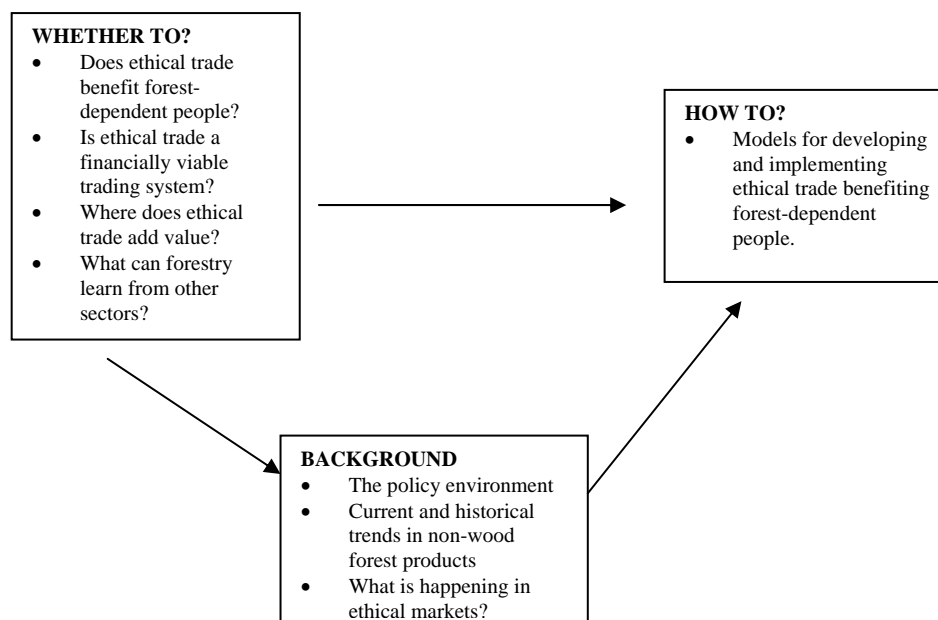 WHETHER TO?
• Does ethical trade
benefit forest-
dependent people?
• Is ethical trade a
financially viable
trading system?
• Where does ethical
trade add value?
• What can forestry
learn from other
sectors?
HOW TO?
• Models for developing
and implementing
ethical trade benefiting
forest-dependent
people.
BACKGROUND
• The policy environment
• Current and historical
trends in non-wood
forest products
• What is happening in
ethical markets?